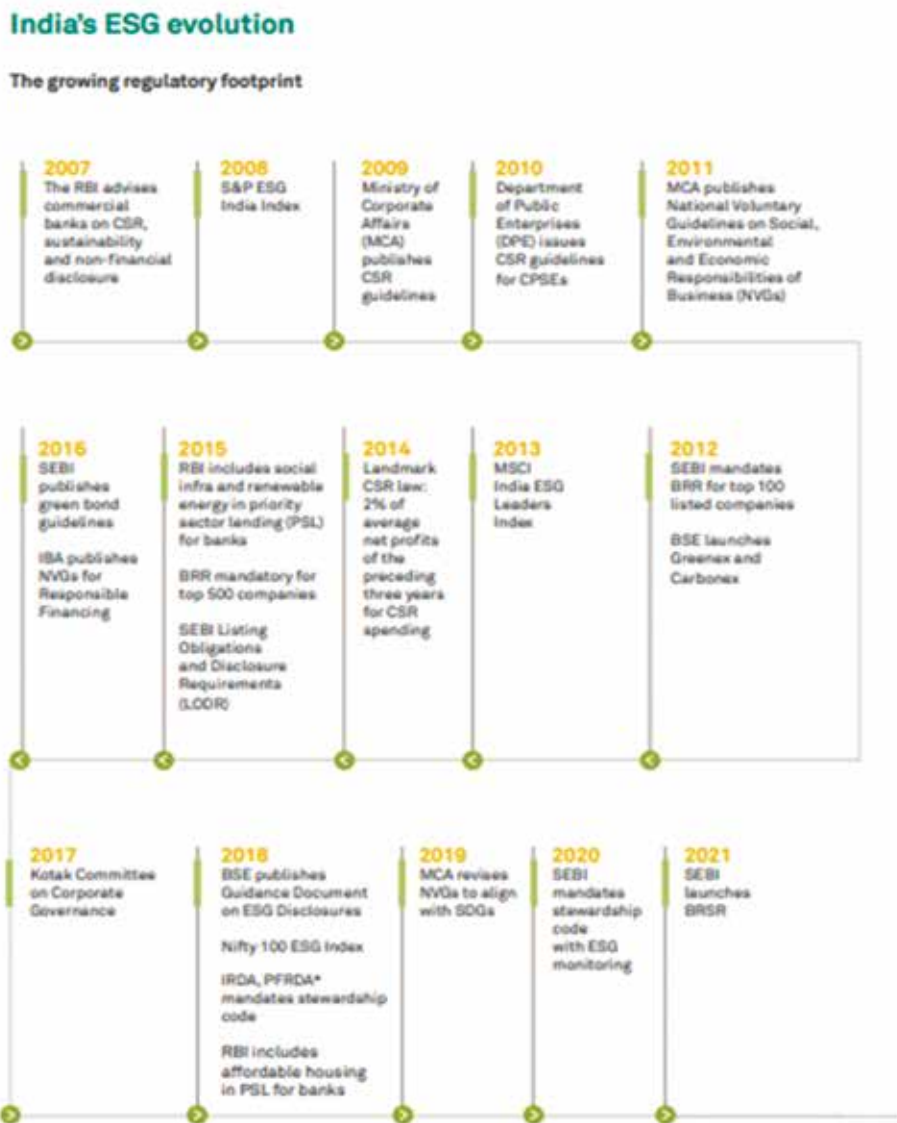 India's ESG evolution
The growing regulatory footprint
2007
The RBI advises
commercial
banks on CSR,
sustainability
and non-financial
disclosure
2008
S&P ESG
India Index
2009
Ministry of
Corporate
Affairs
(MCA)
publishes
CSR
guidelines
2010
Department
of Public
Enterprises
(DPE) issues
CSR guidelines
for CPSEs
2011
MCA publishes
National Voluntary
Guidelines on Social,
Environmental
and Economic
Responsibilities of
Business (NVGs)
2012
SEBI mandates
BRR for top 100
listed companies
BSE launches
Greenex and
Carbonex
2013
MSCI
India ESG
Leaders
Index
2014
Landmark
CSR law:
2% of
average
net profits
of the
preceding
three years
for CSR
spending
2015
RBI includes social
infra and renewable
energy in priority
sector lending (PSL)
for banks
BRR mandatory for
top 500 companies
SEBI Listing
Obligations
and Disclosure
Requirements
(LODR)
2016
SEBI
publishes
green bond
guidelines
IBA publishes
NVGs for
Responsible
Financing
2017
Kotak Committee
on Corporate
Governance
2018
BSE publishes
Guidance Document
on ESG Disclosures
Nifty 100 ESG Index
IRDA, PFRDA*
mandates stewardship
code
RBI includes
affordable housing
in PSL for banks
2019
MCA revises
NVGs to align
with SDGs
2020
SEBI
mandates
stewardship
code
with ESG
monitoring
2021
SEBI
launches
BRSR